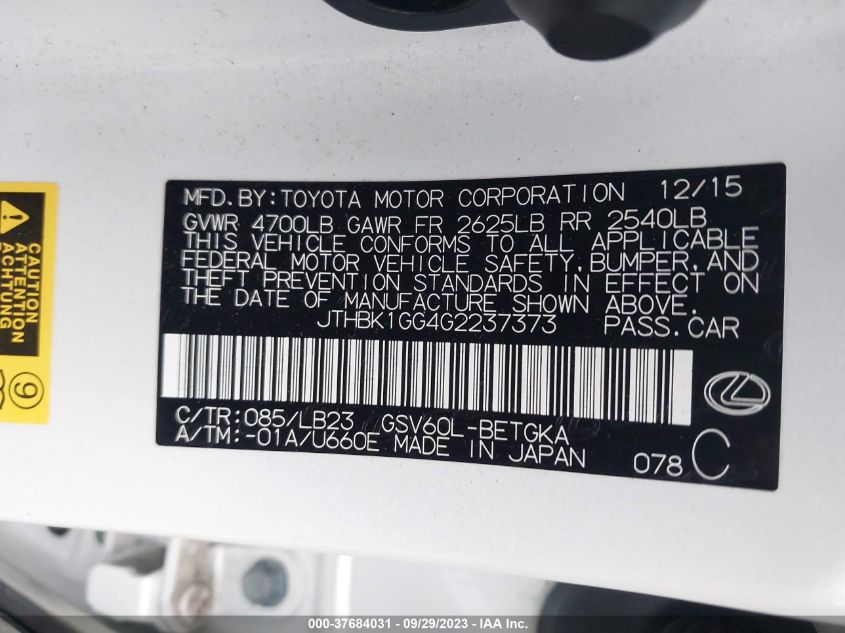 MFD.BY:TOYOTA MOTOR CORPORATION 12/15
GVWR 4700LB GAWR FR 2625LB RR 2540LB
THIS VEHICLE CONFORMS TO ALL APPLICABLE
FEDERAL MOTOR VEHICLE SAFETY,BUMPER,AND
THEFT PREVENTION STANDARDS IN EFFECT ON
THE DATE OF MANUFACTURE SHOWN ABOVE.
JTHBK1GG4G2237373 PASS.CAR
C/TR:085/LB23 GSV60L-BETGKA
A/TM:-01A/U660E MADE IN JAPAN
078 C
CAUTION
ATTENTION
ACHTUNG
9
000-37684031 - 09/29/2023 - IAA Inc.